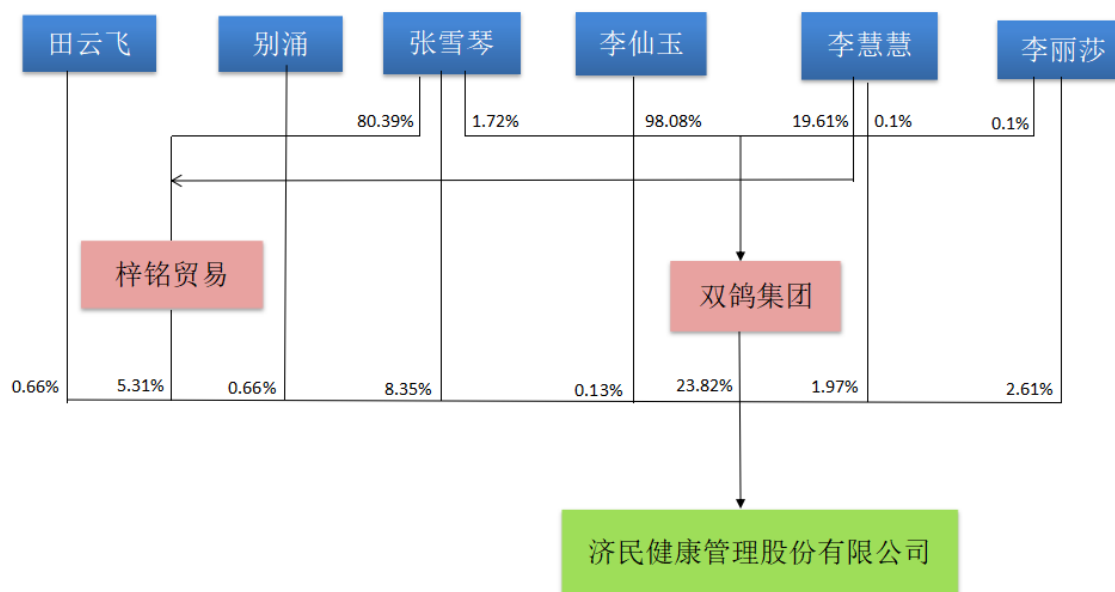 田云飞
别涌
张雪琴
李仙玉
李慧慧
李丽莎
80.39%
1.72%
98.08%
19.61%
0.1%
0.1%
梓铭贸易
双鸽集团
0.66%
5.31%
0.66%
8.35%
0.13%
23.82%
1.97%
2.61%
济民健康管理股份有限公司